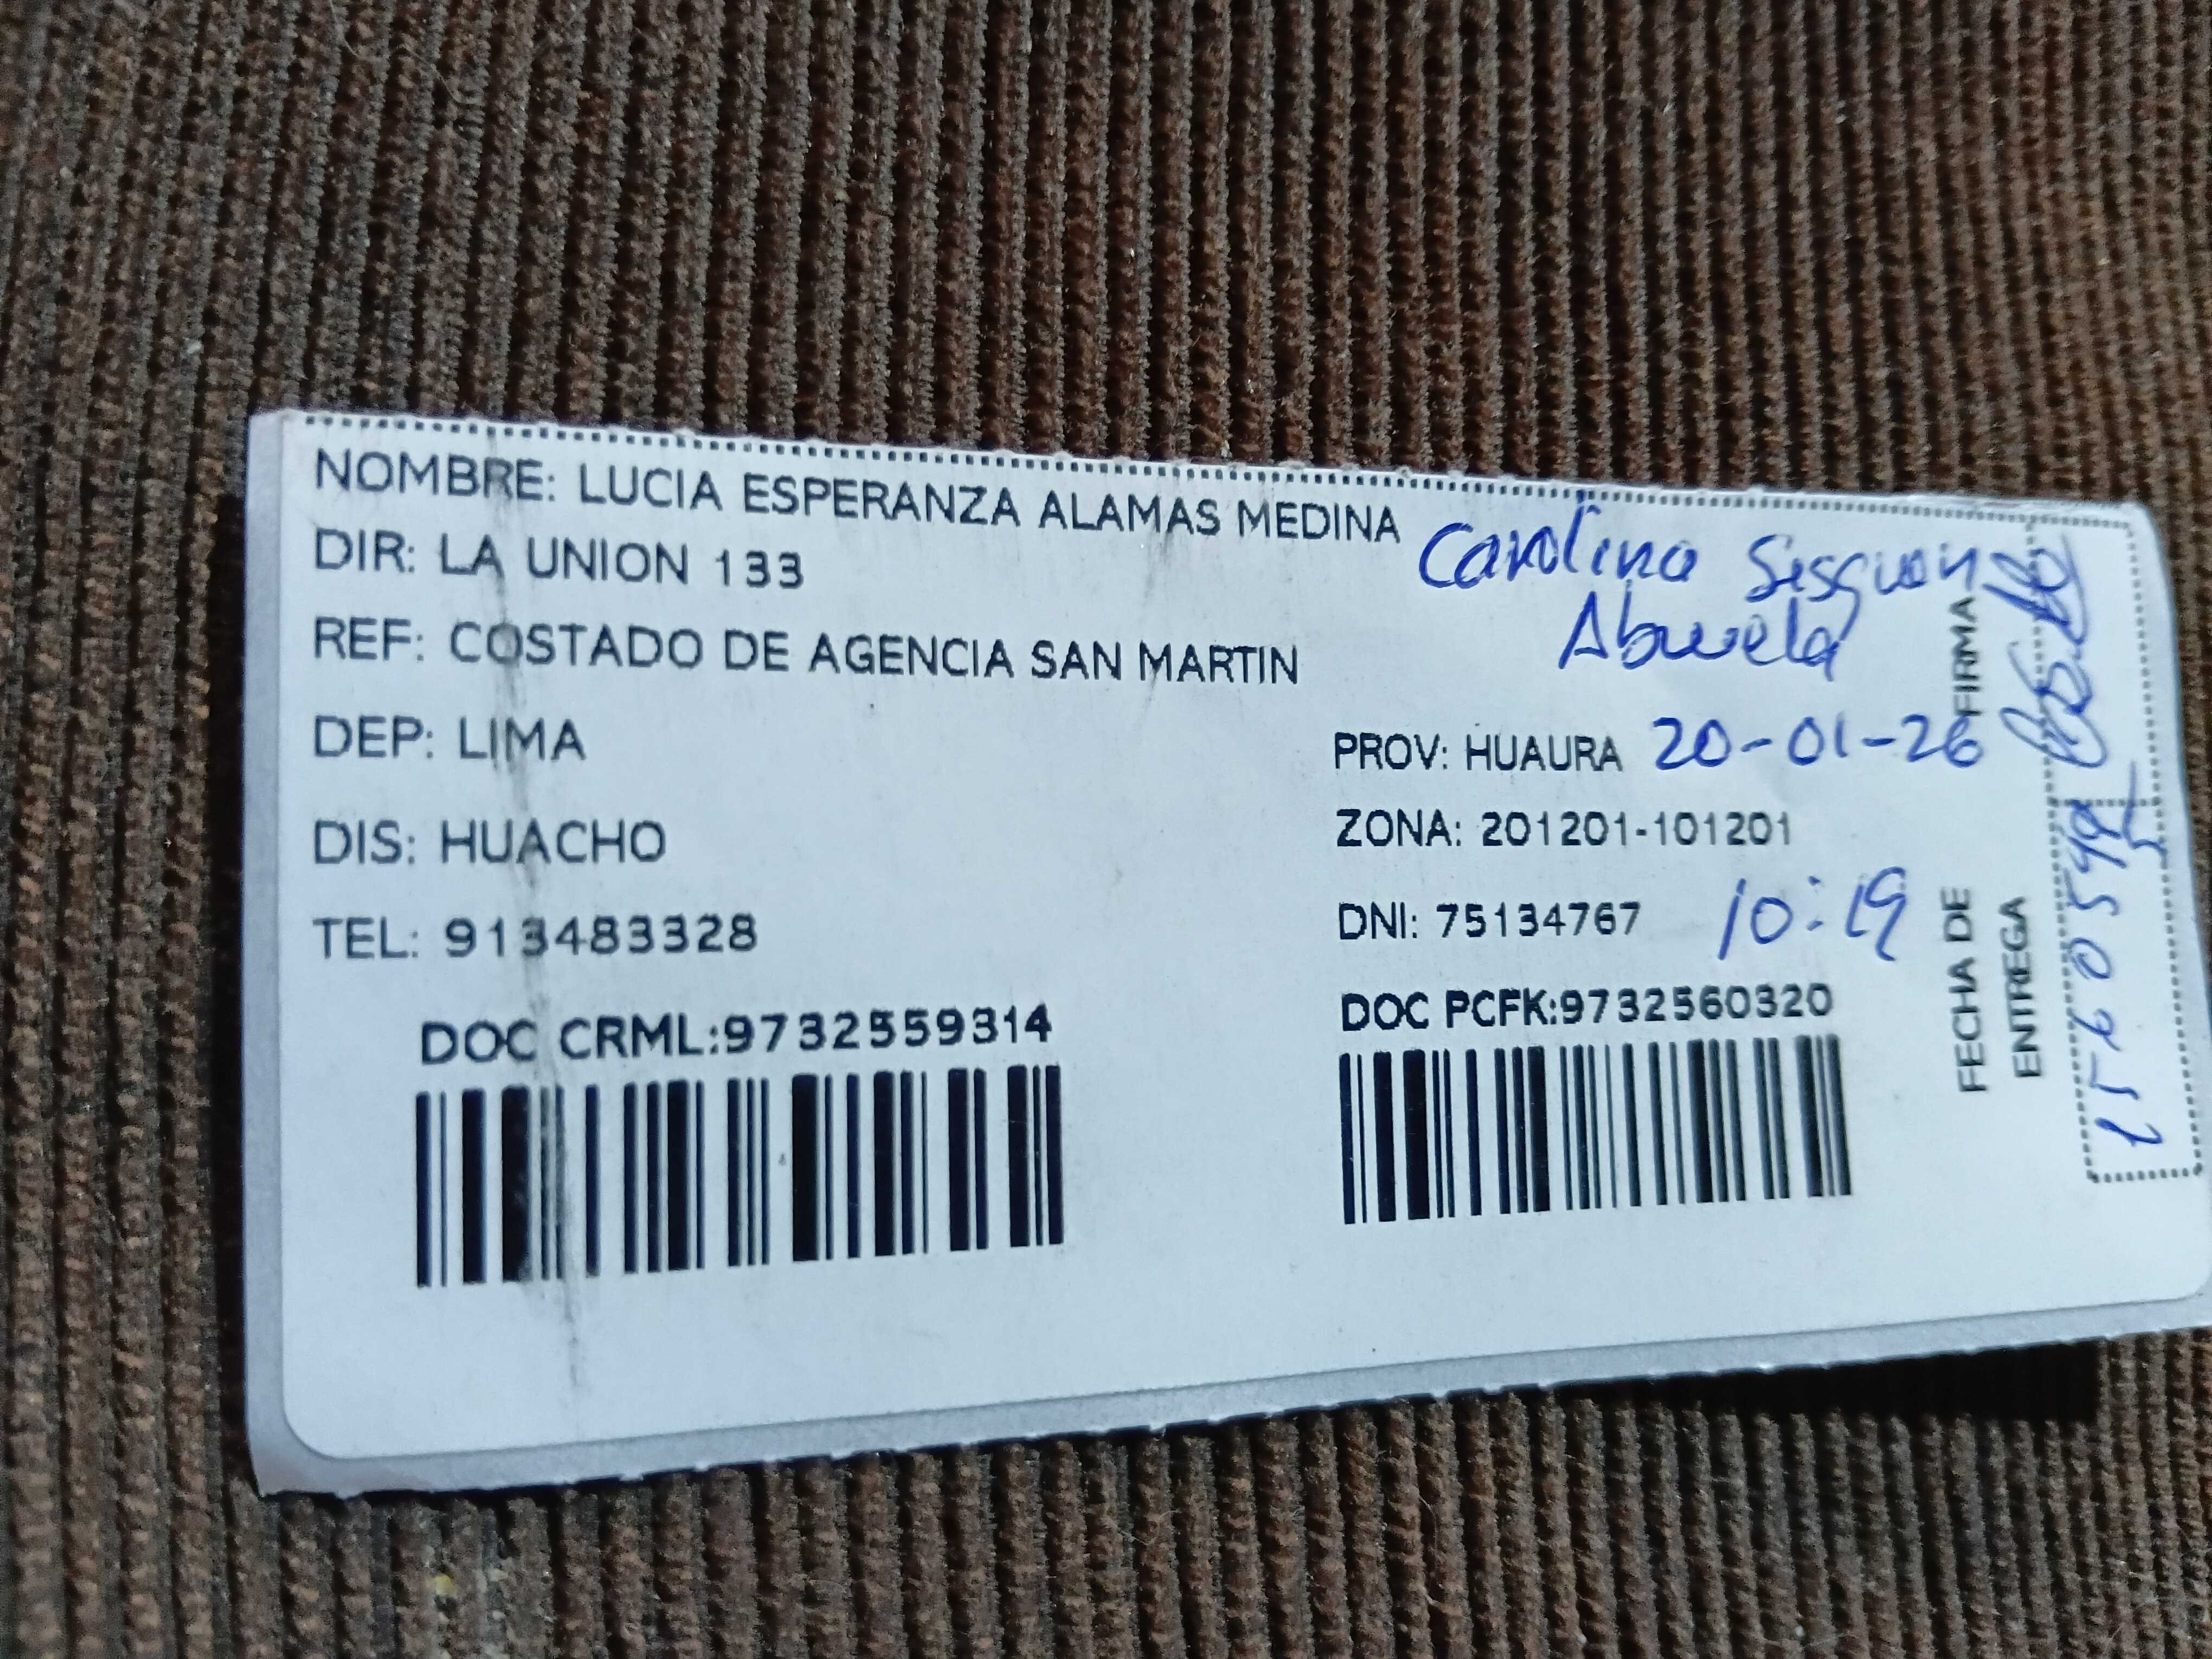 NOMBRE: LUCIA ESPERANZA ALAMAS MEDINA
DIR: LA UNION 133
Carolina
Abuela
REF: COSTADO DE AGENCIA SAN MARTIN
DEP: LIMA
PROV: HUAURA 20-01-26
DIS: HUACHO
ZONA: 201201-101201
TEL: 913483328
DNI: 75134767 10:19
DOC CRML:9732559314
DOC PCFK:9732560320
FIRMA
FECHA DE
ENTREGA